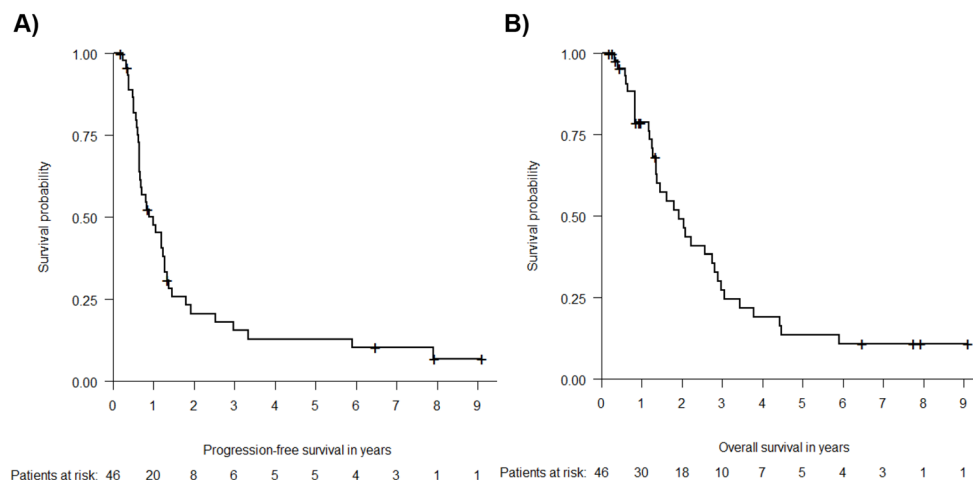 A)
1.00
0.75
0.50
0.25
0.00
Survival probability
0 1 2 3 4 5 6 7 8 9
Progression-free survival in years
Patients at risk: 46 20 8 6 5 5 4 3 1 1
B)
1.00
0.75
0.50
0.25
0.00
Survival probability
0 1 2 3 4 5 6 7 8 9
Overall survival in years
Patients at risk: 46 30 18 10 7 5 4 3 1 1